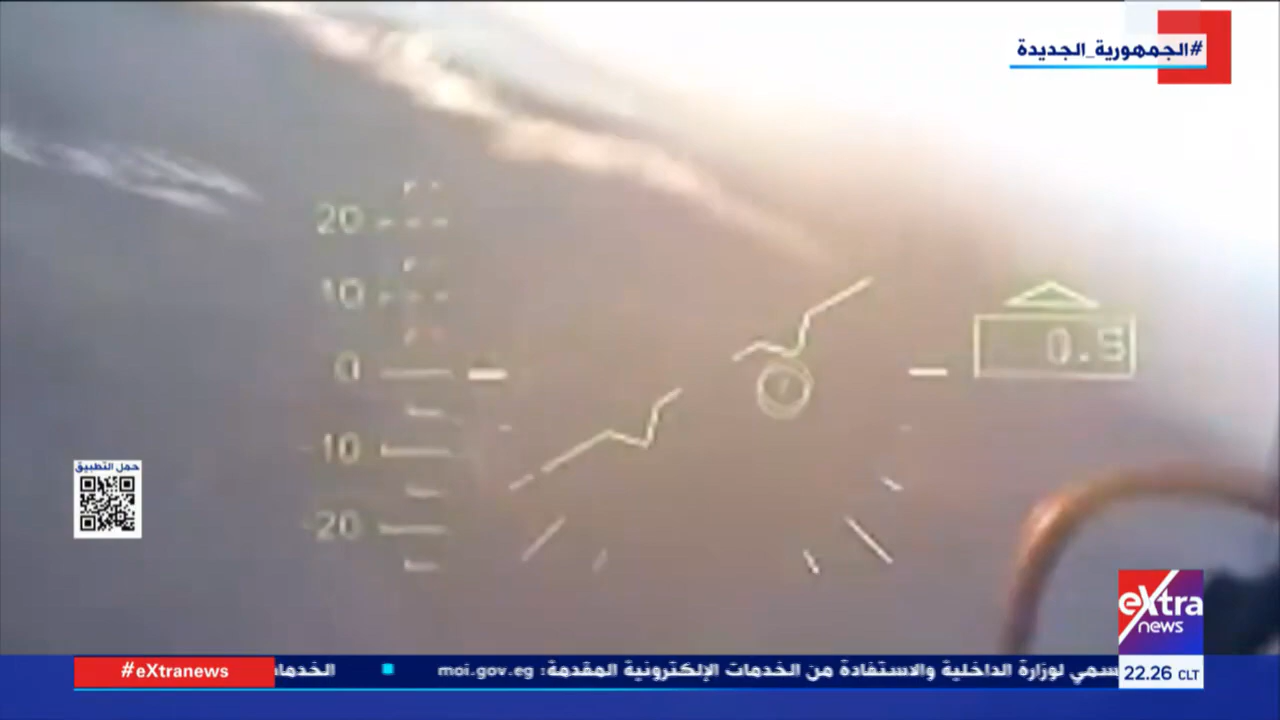 #الجمهورية_الجديدة
20
10
0
0.5
-10
-20
حمل التطبيق
eXtra
news
#eXtranews
سمي لوزارة الداخلية والاستفادة من الخدمات الإلكترونية المقدمة: moi.gov.eg
22.26 CLT